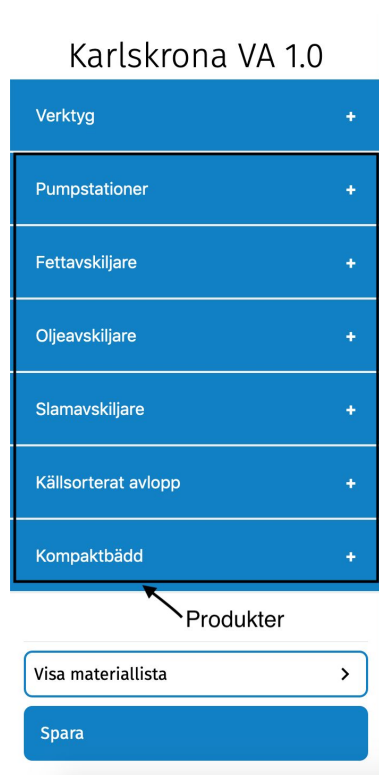 Karlskrona VA 1.0
Verktyg +
Pumpstationer +
Fettavskiljare +
Oljeavskiljare +
Slamavskiljare +
Källsorterat avlopp +
Kompaktbädd +
Produkter
Visa materiallista
Spara